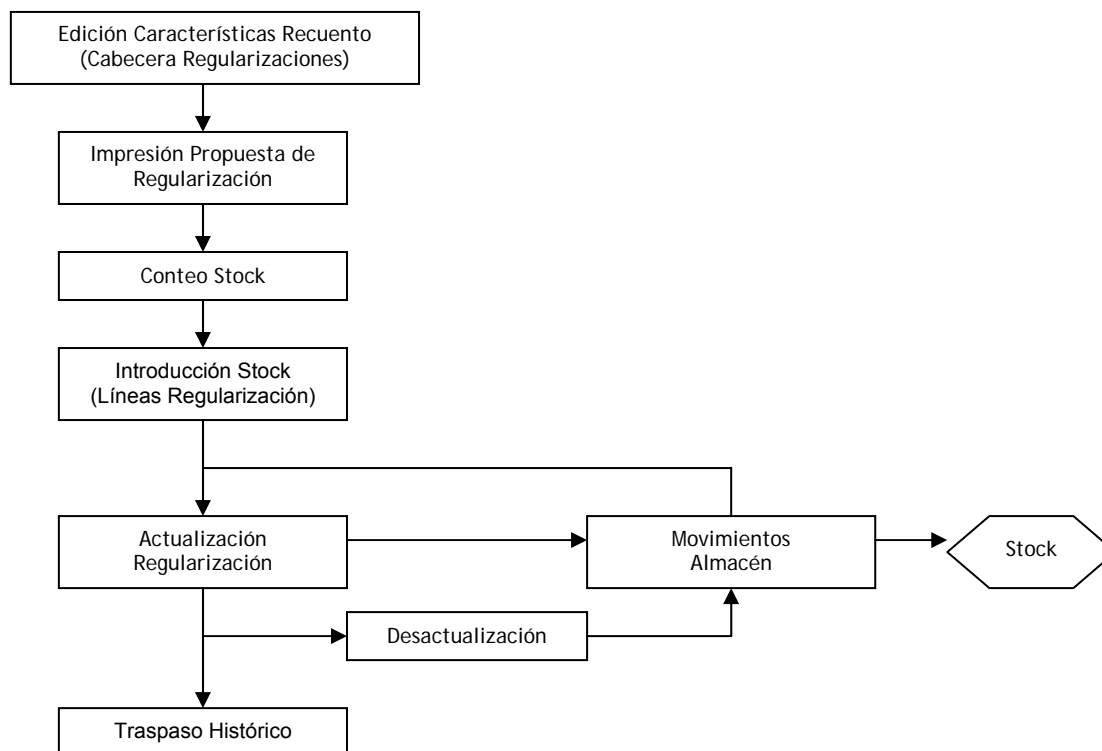 Edición Características Recuento
(Cabecera Regularizaciones)
Impresión Propuesta de
Regularización
Conteo Stock
Introducción Stock
(Líneas Regularización)
Actualización
Regularización
Movimientos
Almacén
Stock
Desactualización
Traspaso Histórico